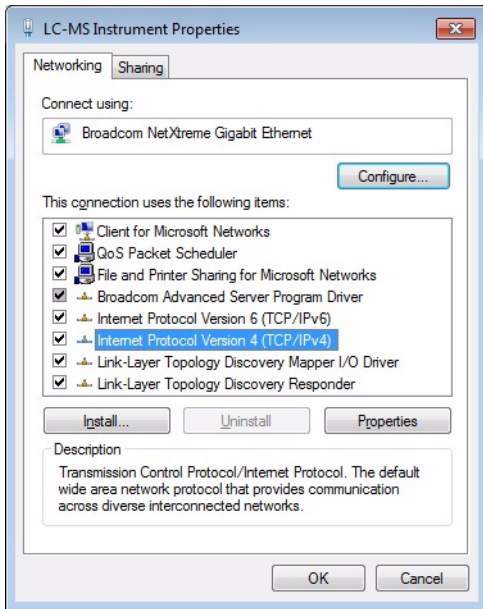 LC-MS Instrument Properties
Networking
Sharing
Connect using:
Broadcom NetXtreme Gigabit Ethernet
Configure...
This connection uses the following items:
Client for Microsoft Networks
QoS Packet Scheduler
File and Printer Sharing for Microsoft Networks
Broadcom Advanced Server Program Driver
Internet Protocol Version 6 (TCP/IPv6)
Internet Protocol Version 4 (TCP/IPv4)
Link-Layer Topology Discovery Mapper I/O Driver
Link-Layer Topology Discovery Responder
Install...
Uninstall
Properties
Description
Transmission Control Protocol/Internet Protocol. The default
wide area network protocol that provides communication
across diverse interconnected networks.
OK
Cancel